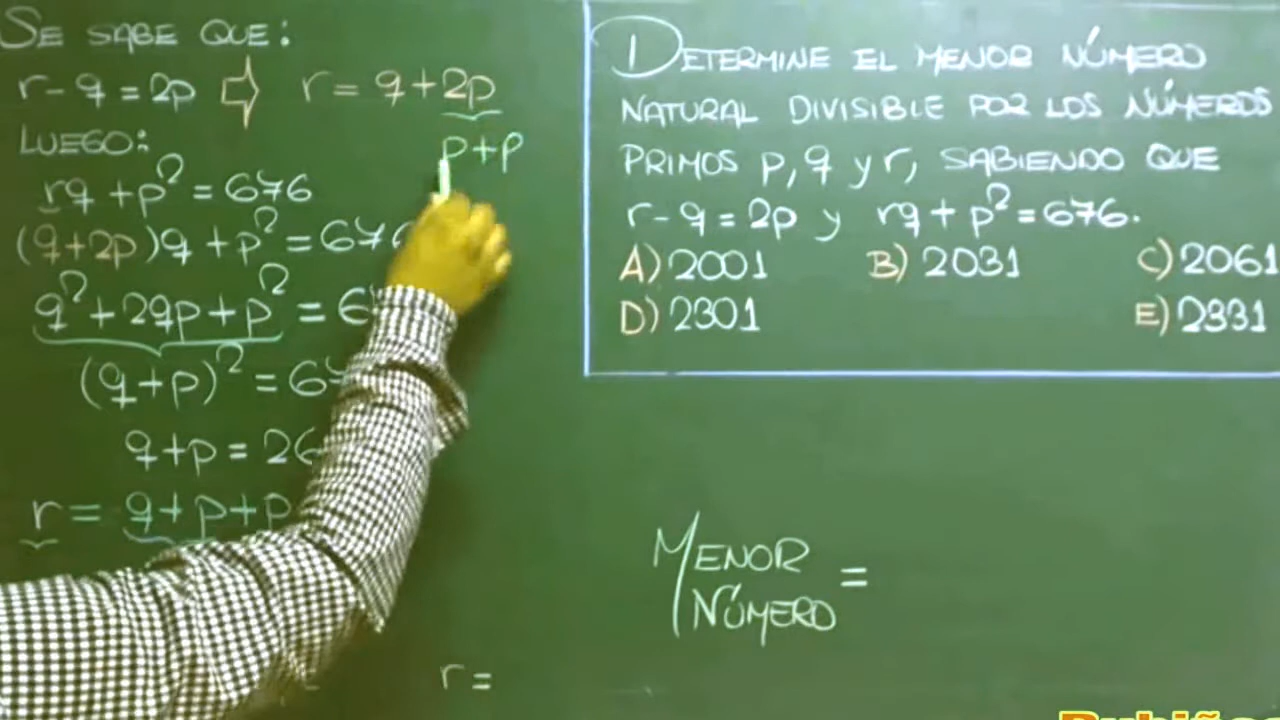 SE SABE QUE:
r - q = 2p ⇨ r = q + 2p
p + p
LUEGO:
rq + p² = 676
(q + 2p)q + p² = 676
q² + 2qp + p² = 6
(q + p)² = 6
q + p = 26
r = q + p + p
r =
1 DETERMINE EL MENOR NÚMERO
NATURAL DIVISIBLE POR LOS NÚMEROS
PRIMOS p, q y r, SABIENDO QUE
r - q = 2p y rq + p² = 676.
A) 2001 B) 2031 C) 2061
D) 2301 E) 2331
MENOR
NÚMERO =